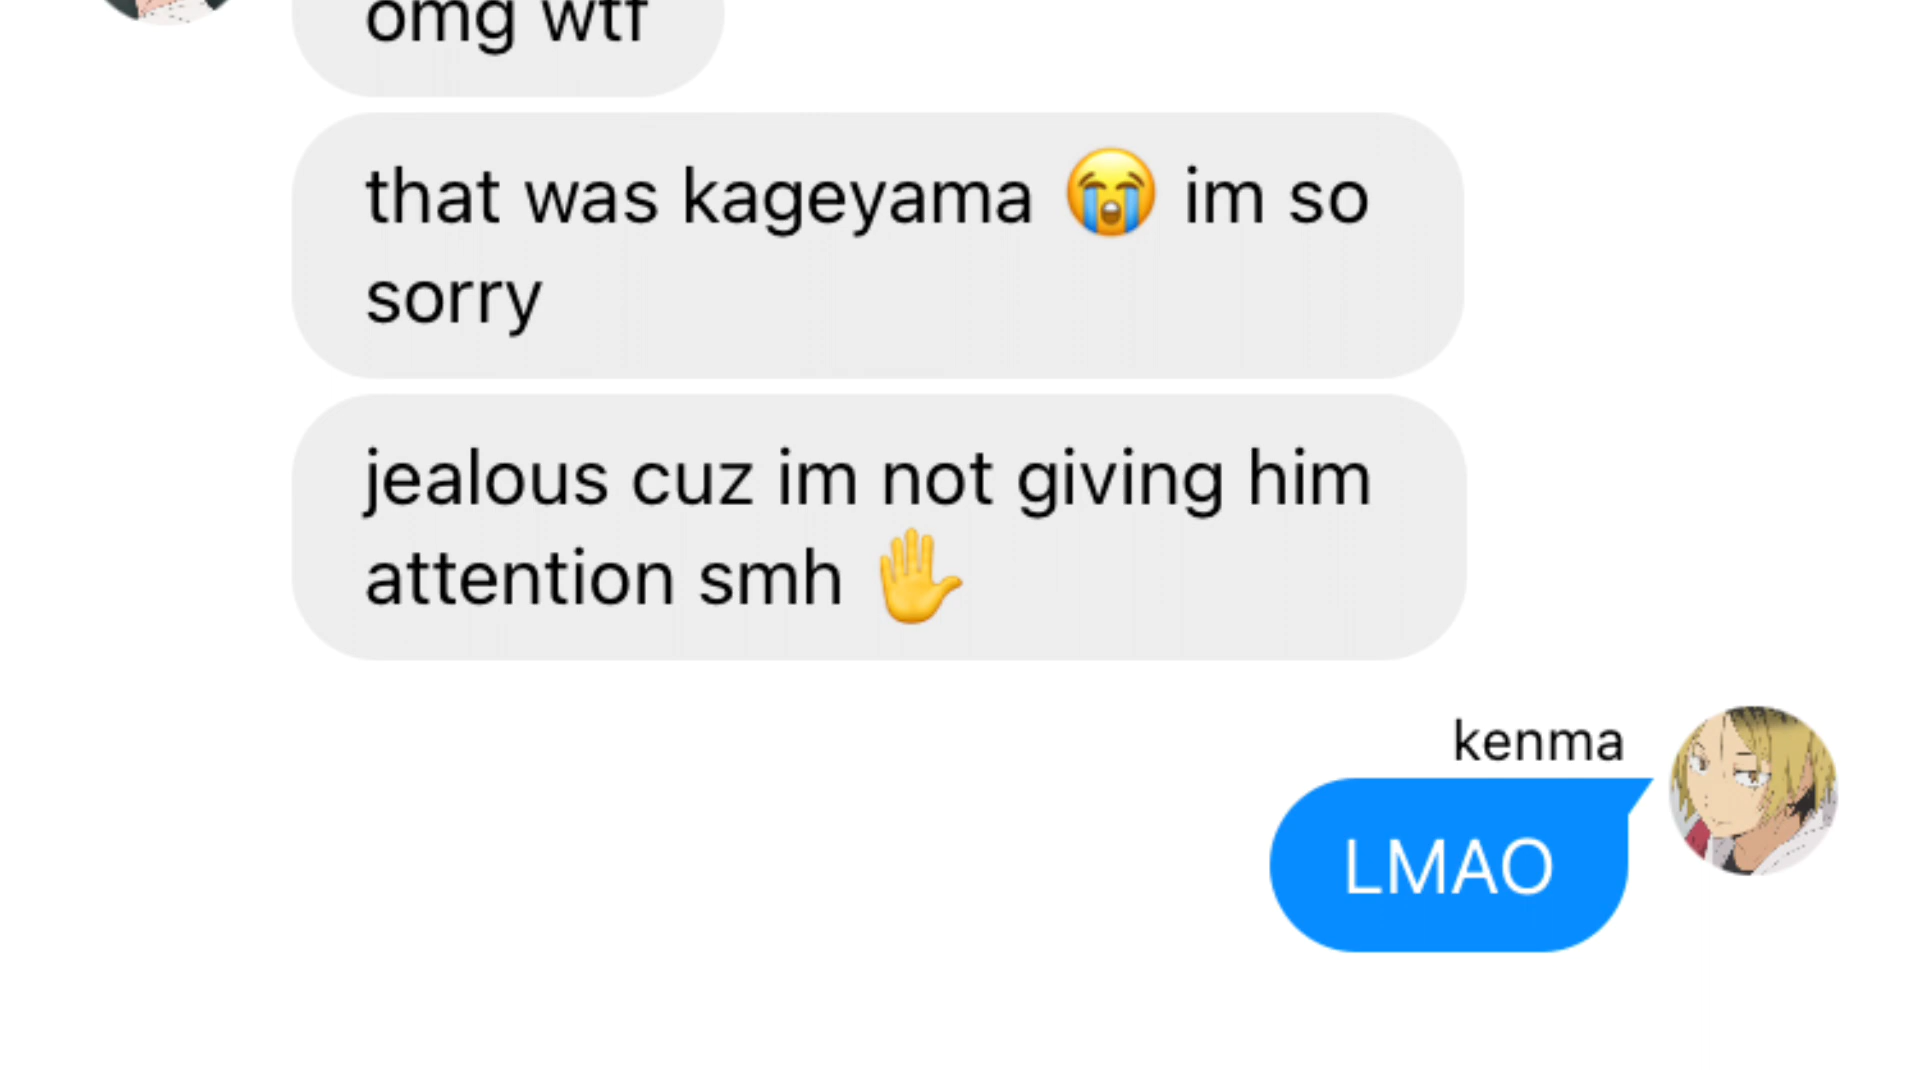 omg wtf
that was kageyama 😭 im so
sorry
jealous cuz im not giving him
attention smh ✋
kenma
LMAO